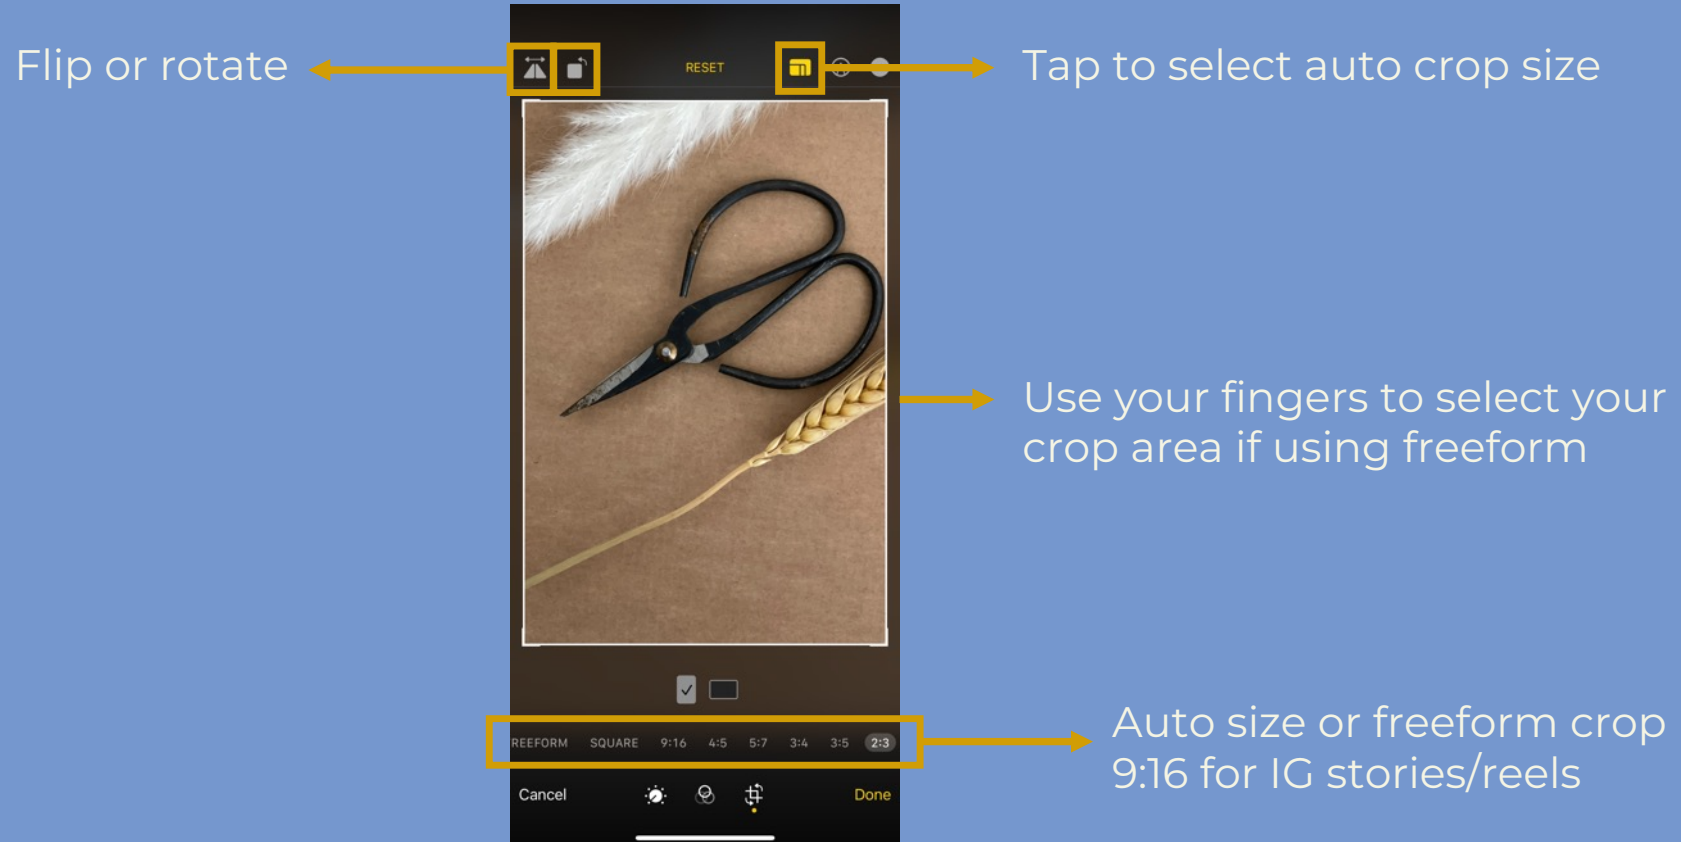 Flip or rotate
RESET
Tap to select auto crop size
Use your fingers to select your
crop area if using freeform
REEFORM SQUARE 9:16 4:5 5:7 3:4 3:5 2:3
Auto size or freeform crop
9:16 for IG stories/reels
Cancel
Done